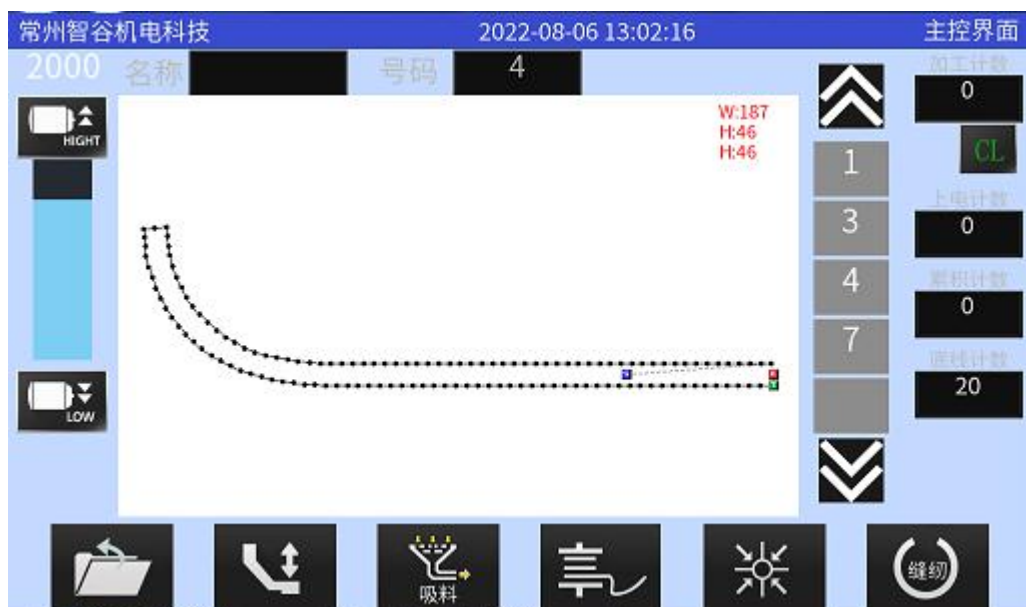 常州智谷机电科技 2022-08-06 13:02:16 主控界面
2000 名称 号码 4 加工计数
0
HIGHT
W:187
H:46
H:46
CL
1
上电计数
3 0
4 累积计数
0
7 底线计数
20
LOW
吸料
缝纫